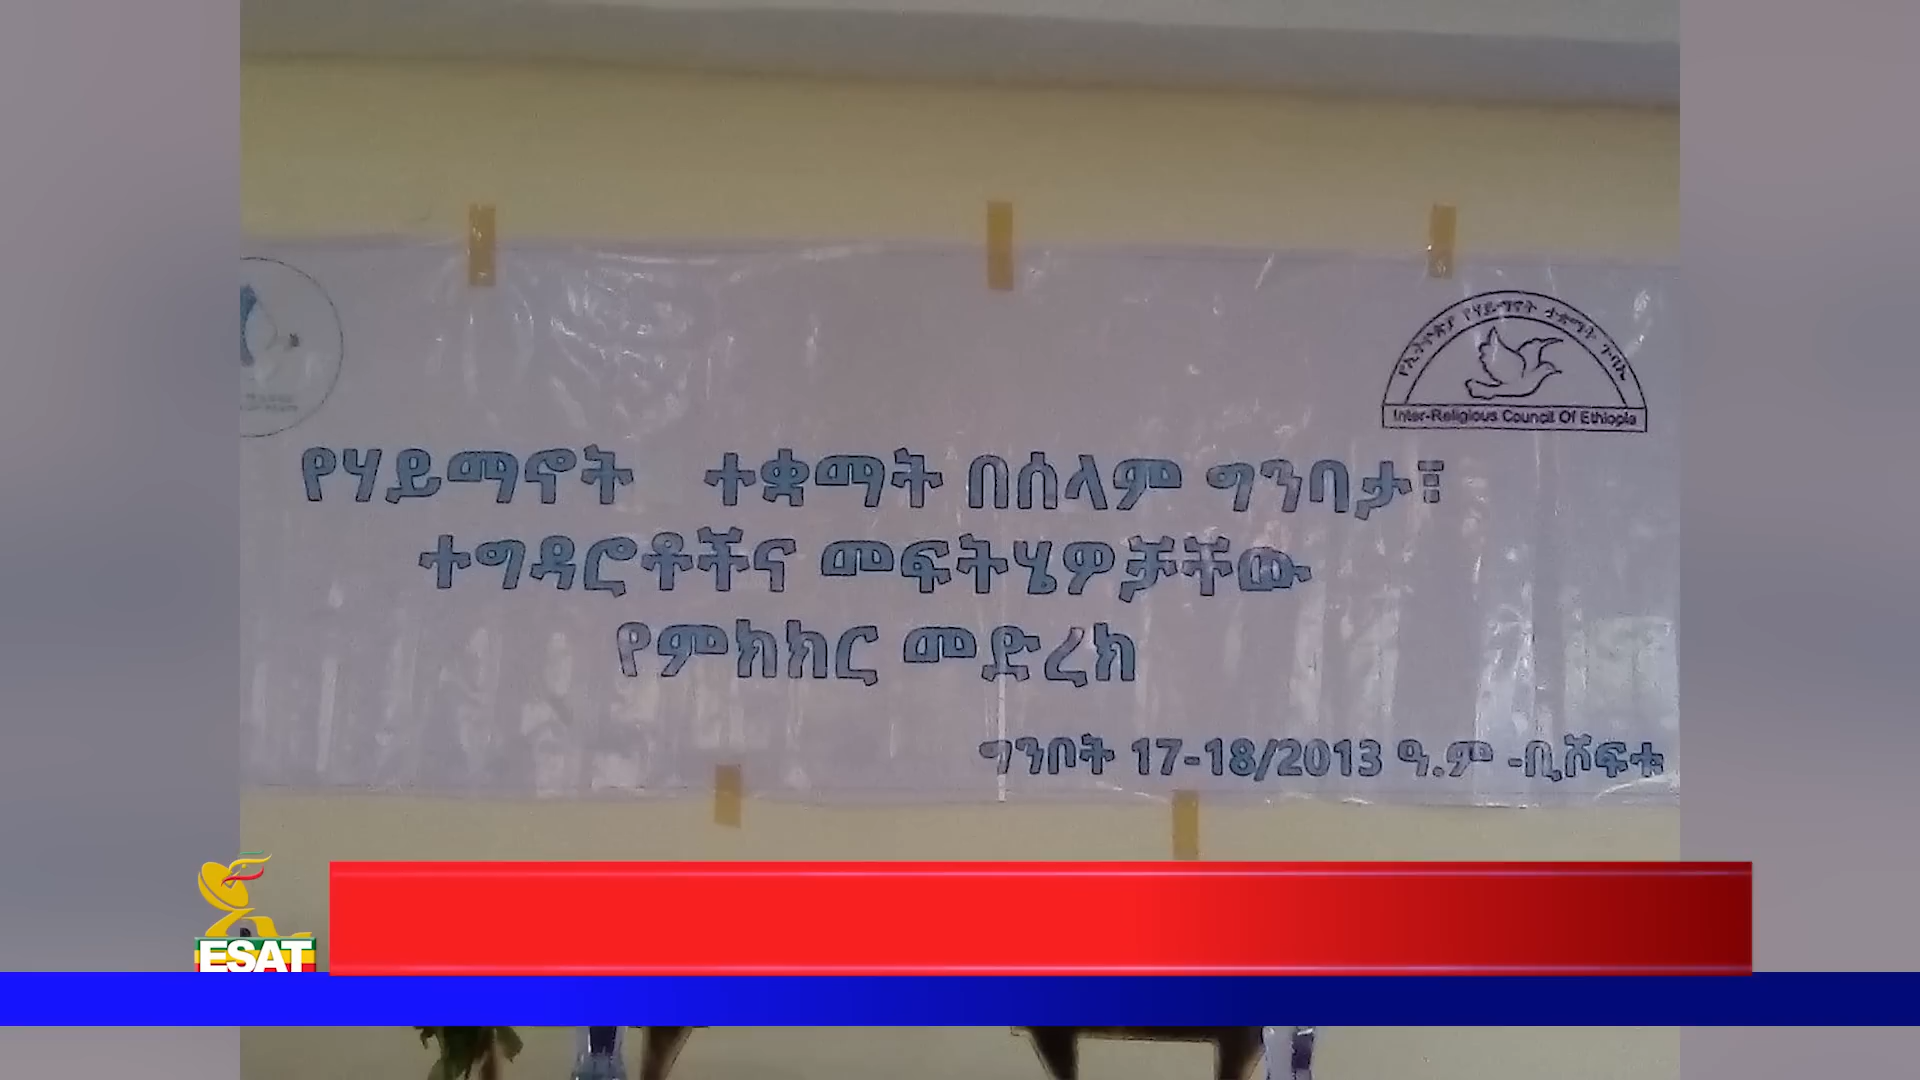 የኢትዮጵያ የሃይማኖት ተቋማት ጉባኤ
Inter-Religious Council Of Ethiopia
የሃይማኖት ተቋማት በሰላም ግንባታ፤
ተግዳሮቶችና መፍትሄዎቻቸው
የምክክር መድረክ
ግንቦት 17-18/2013 ዓ.ም -ቢሾፍቱ
ESAT